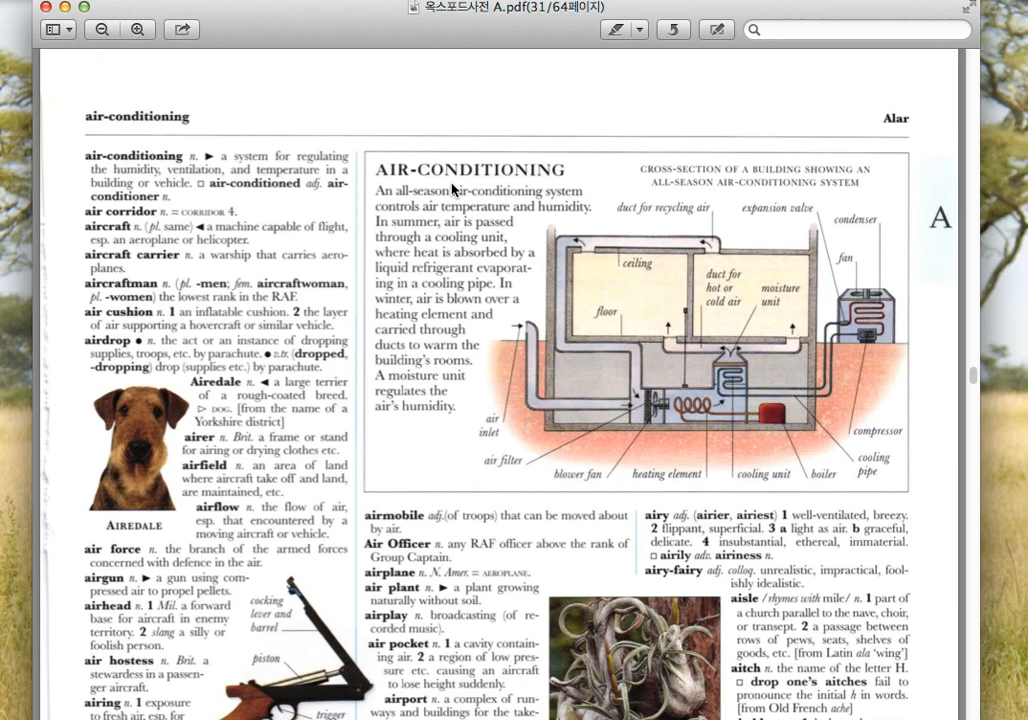 옥스포드사전 A.pdf(31/64페이지)
air-conditioning
Alar
air-conditioning n. ► a system for regulating
the humidity, ventilation, and temperature in a
building or vehicle. □ air-conditioned adj. air-
conditioner n.
air corridor n. = CORRIDOR 4.
aircraft n. (pl. same) ◄ a machine capable of flight,
esp. an aeroplane or helicopter.
aircraft carrier n. a warship that carries aero-
planes.
aircraftman n. (pl. -men; fem. aircraftwoman,
pl. -women) the lowest rank in the RAF.
air cushion n. 1 an inflatable cushion. 2 the layer
of air supporting a hovercraft or similar vehicle.
airdrop ● n. the act or an instance of dropping
supplies, troops, etc. by parachute. ● v.tr. (dropped,
-dropping) drop (supplies etc.) by parachute.
Airedale n. ◄ a large terrier
of a rough-coated breed.
▷ DOG. [from the name of a
Yorkshire district]
airer n. Brit. a frame or stand
for airing or drying clothes etc.
airfield n. an area of land
where aircraft take off and land,
are maintained, etc.
airflow n. the flow of air,
esp. that encountered by a
moving aircraft or vehicle.
AIREDALE
air force n. the branch of the armed forces
concerned with defence in the air.
airgun n. ► a gun using com-
pressed air to propel pellets.
airhead n. 1 Mil. a forward
base for aircraft in enemy
territory. 2 slang a silly or
foolish person.
air hostess n. Brit. a
stewardess in a passen-
ger aircraft.
airing n. 1 exposure
to fresh air, esp. for
cocking
lever and
barrel
piston
trigger
AIR-CONDITIONING
An all-season air-conditioning system
controls air temperature and humidity.
In summer, air is passed
through a cooling unit,
where heat is absorbed by a
liquid refrigerant evaporat-
ing in a cooling pipe. In
winter, air is blown over a
heating element and
carried through
ducts to warm the
building's rooms.
A moisture unit
regulates the
air's humidity.
CROSS-SECTION OF A BUILDING SHOWING AN
ALL-SEASON AIR-CONDITIONING SYSTEM
duct for recycling air
expansion valve
condenser
fan
ceiling
duct for
hot or
cold air
moisture
unit
floor
air
inlet
air filter
blower fan
heating element
cooling unit
boiler
cooling
pipe
compressor
A
airmobile adj.(of troops) that can be moved about
by air.
Air Officer n. any RAF officer above the rank of
Group Captain.
airplane n. N. Amer. = AEROPLANE.
air plant n. ► a plant growing
naturally without soil.
airplay n. broadcasting (of re-
corded music).
air pocket n. 1 a cavity contain-
ing air. 2 a region of low pres-
sure etc. causing an aircraft
to lose height suddenly.
airport n. a complex of run-
ways and buildings for the take-
airy adj. (airier, airiest) 1 well-ventilated, breezy.
2 flippant, superficial. 3 a light as air. b graceful,
delicate. 4 insubstantial, ethereal, immaterial.
□ airily adv. airiness n.
airy-fairy adj. colloq. unrealistic, impractical, fool-
ishly idealistic.
aisle /rhymes with mile/ n. 1 part of
a church parallel to the nave, choir,
or transept. 2 a passage between
rows of pews, seats, shelves of
goods, etc. [from Latin ala 'wing']
aitch n. the name of the letter H.
□ drop one's aitches fail to
pronounce the initial h in words.
[from Old French ache]